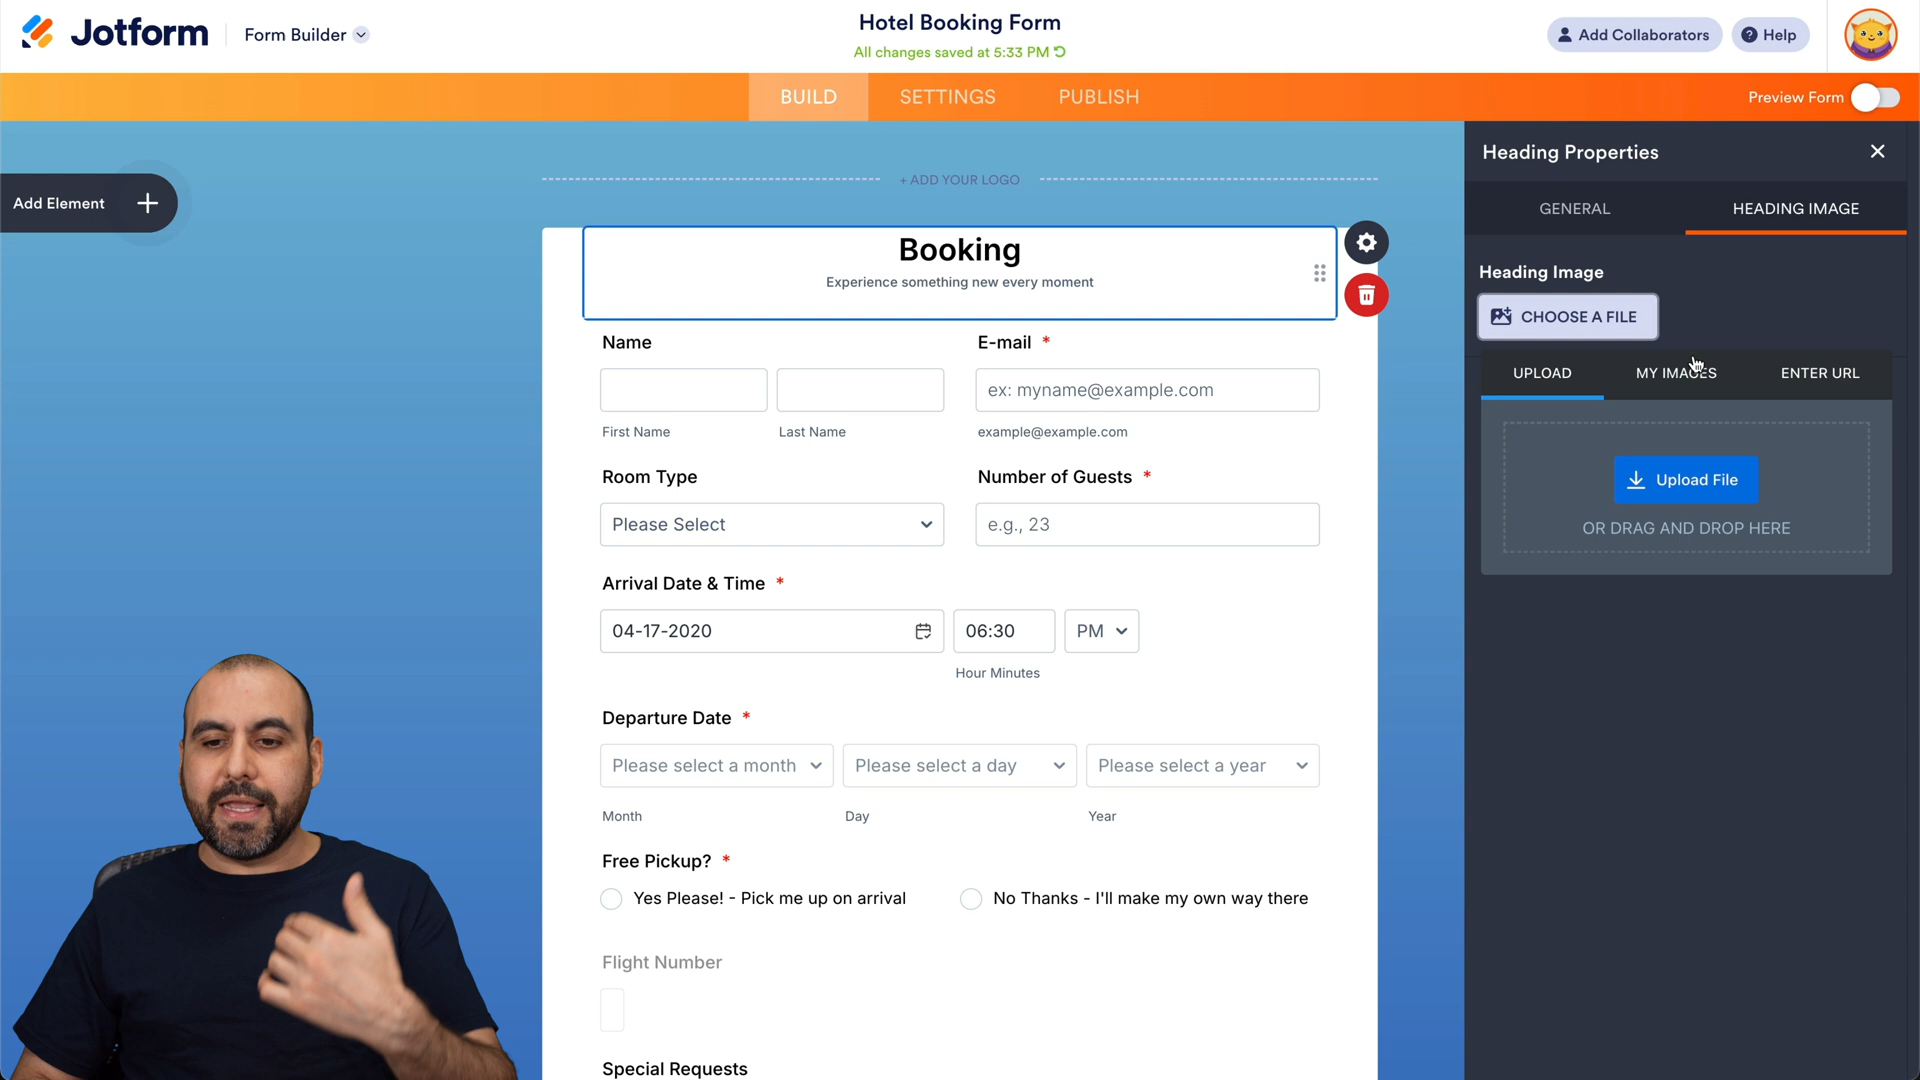 Jotform
Form Builder
Hotel Booking Form
All changes saved at 5:33 PM
Add Collaborators
Help
BUILD
SETTINGS
PUBLISH
Preview Form
Add Element
+ ADD YOUR LOGO
Booking
Experience something new every moment
Name
E-mail *
ex: myname@example.com
First Name
Last Name
example@example.com
Room Type
Number of Guests *
Please Select
e.g., 23
Arrival Date & Time *
04-17-2020
06:30
PM
Hour Minutes
Departure Date *
Please select a month
Please select a day
Please select a year
Month
Day
Year
Free Pickup? *
Yes Please! - Pick me up on arrival
No Thanks - I'll make my own way there
Flight Number
Special Requests
Heading Properties
GENERAL
HEADING IMAGE
Heading Image
CHOOSE A FILE
UPLOAD
MY IMAGES
ENTER URL
Upload File
OR DRAG AND DROP HERE